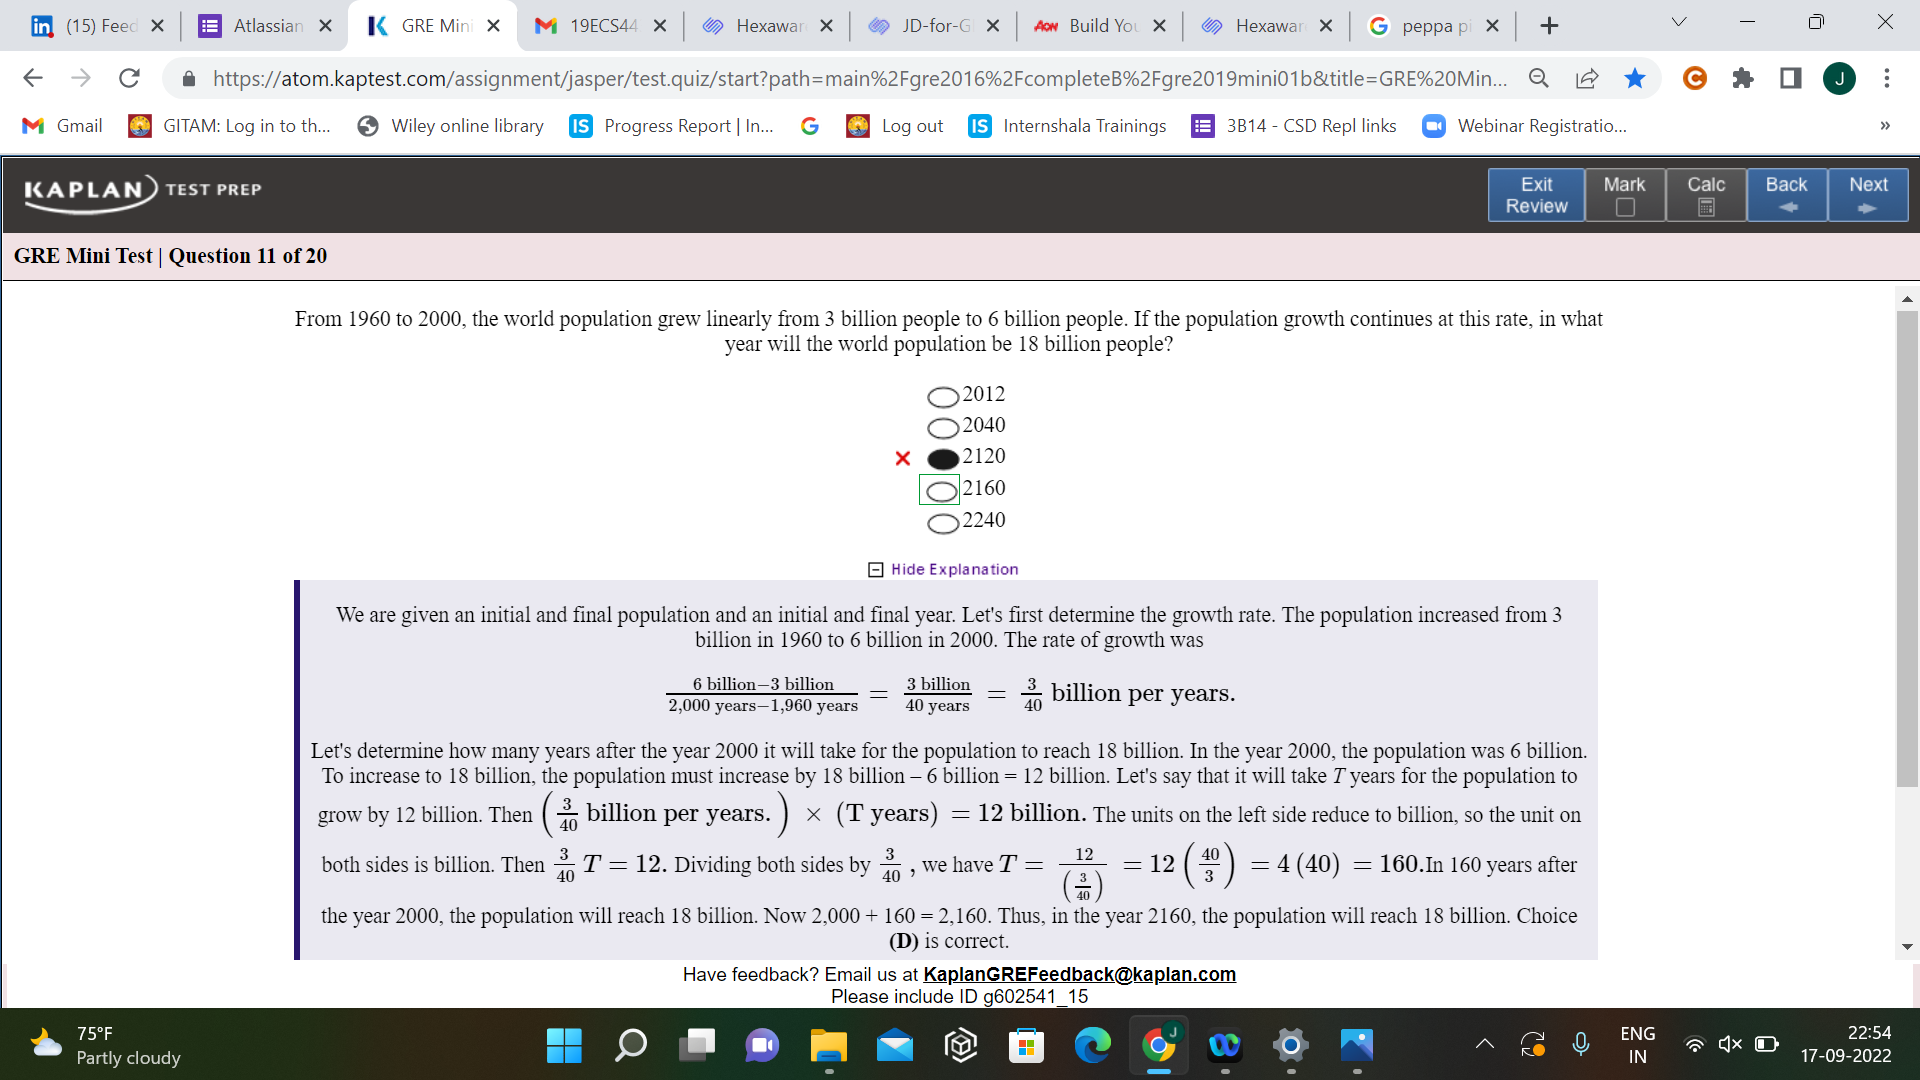 (15) Feed
Atlassian
GRE Mini
19ECS44
Hexawar
JD-for-G
AON Build You
Hexawar
peppa pi
https://atom.kaptest.com/assignment/jasper/test.quiz/start?path=main%2Fgre2016%2FcompleteB%2Fgre2019mini01b&title=GRE%20Min...
J
Gmail
GITAM: Log in to th...
Wiley online library
IS Progress Report | In...
Log out
IS Internshala Trainings
3B14 - CSD Repl links
Webinar Registratio...
»
KAPLAN TEST PREP
Exit Review
Mark
Calc
Back
Next
GRE Mini Test | Question 11 of 20
From 1960 to 2000, the world population grew linearly from 3 billion people to 6 billion people. If the population growth continues at this rate, in what
year will the world population be 18 billion people?
2012
2040
2120
2160
2240
Hide Explanation
We are given an initial and final population and an initial and final year. Let's first determine the growth rate. The population increased from 3
billion in 1960 to 6 billion in 2000. The rate of growth was
6 billion−3 billion / 2,000 years−1,960 years = 3 billion / 40 years = 3/40 billion per years.
Let's determine how many years after the year 2000 it will take for the population to reach 18 billion. In the year 2000, the population was 6 billion.
To increase to 18 billion, the population must increase by 18 billion – 6 billion = 12 billion. Let's say that it will take T years for the population to
grow by 12 billion. Then (3/40 billion per years.) × (T years) = 12 billion. The units on the left side reduce to billion, so the unit on
both sides is billion. Then 3/40 T = 12. Dividing both sides by 3/40, we have T = 12/(3/40) = 12 (40/3) = 4 (40) = 160.In 160 years after
the year 2000, the population will reach 18 billion. Now 2,000 + 160 = 2,160. Thus, in the year 2160, the population will reach 18 billion. Choice
(D) is correct.
Have feedback? Email us at KaplanGREFeedback@kaplan.com
Please include ID g602541_15
75°F
Partly cloudy
J
ENG
IN
22:54
17-09-2022